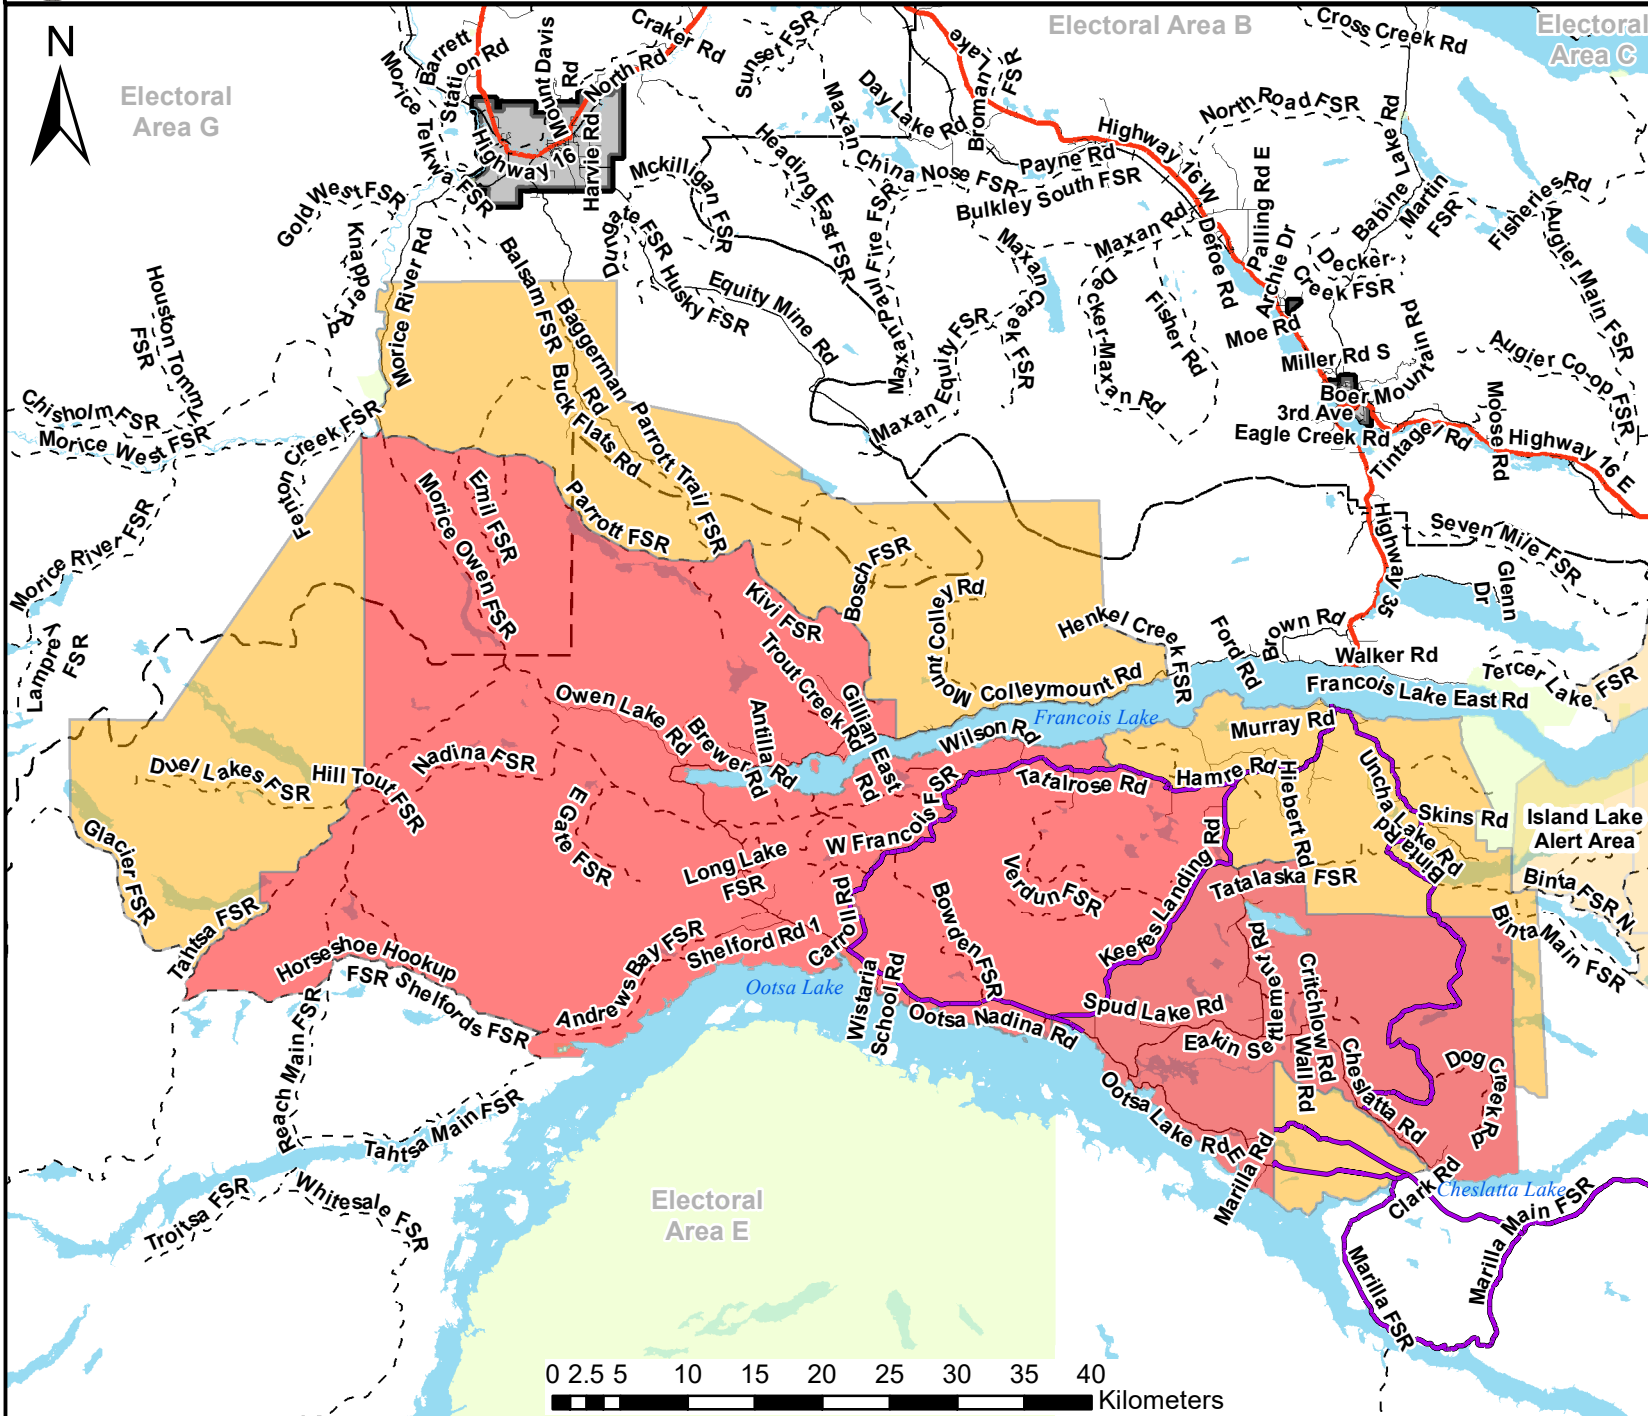 N
Electoral
Area G
Electoral Area B
Electoral
Area C
Barrett
Station Rd
Mount Davis
Rd
North Rd
Craker Rd
Sunset FSR
Broman Lake
FSR
Cross Creek Rd
Morice Telkwa FSR
Highway 16
Harvie Rd
Mckilligan FSR
Heading East FSR
Maxan
Day Lake Rd
China Nose FSR
Payne Rd
Bulkley South FSR
Highway 16 W
North Road FSR
Palling Rd E
Babine Lake Rd
Martin
FSR
Fisheries Rd
Augier Main FSR
Gold West FSR
Knapper Rd
Morice River Rd
Balsam FSR
Baggerman
Rd
Dungate FSR
Husky FSR
Equity Mine Rd
Maxan Paul Fire FSR
Maxan Equity FSR
Maxan Creek FSR
Maxan Rd
Decker-Maxan Rd
Fisher Rd
Defoe Rd
Archie Dr
Decker
Creek FSR
Moe Rd
Miller Rd S
Boer Mountain Rd
3rd Ave
Eagle Creek Rd
Tintagel Rd
Moose Rd
Augier Co-op FSR
Highway 16 E
Houston Tommy
FSR
Chisholm FSR
Morice West FSR
Fenton Creek FSR
Buck Flats Rd
Parrott Trail FSR
Parrott FSR
Emil FSR
Morice Owen FSR
Morice River FSR
Lamprey
FSR
Kivi FSR
Bosch FSR
Mount Colley Rd
Henkel Creek FSR
Ford Rd
Brown Rd
Highway 35
Seven Mile FSR
Glenn
Dr
Walker Rd
Tercer Lake FSR
Francois Lake East Rd
Colleymount Rd
Francois Lake
Trout Creek Rd
Gillian East
Rd
Antilla Rd
Brewer Rd
Owen Lake Rd
Wilson Rd
Murray Rd
Nadina FSR
Hill Tout FSR
Duel Lakes FSR
Glacier FSR
E Gate FSR
Long Lake
FSR
W Francois FSR
Tatalrose Rd
Hamre Rd
Hiebert Rd
Uncha Lake Rd
Binta Rd
Skins Rd
Island Lake
Alert Area
Verdun FSR
Keefes Landing Rd
Tatalaska FSR
Binta FSR N
Binta Main FSR
Tahtsa FSR
Horseshoe Hookup
FSR
Shelfords FSR
Andrews Bay FSR
Shelford Rd 1
Carroll Rd
Bowden FSR
Ootsa Lake
Wistaria
School Rd
Ootsa Nadina Rd
Spud Lake Rd
Eakin Settlement Rd
Critchlow Rd
Wall Rd
Cheslatta Rd
Dog Creek Rd
Reach Main FSR
Tahtsa Main FSR
Troitsa FSR
Whitesale FSR
Ootsa Lake Rd E
Marilla Rd
Clark Rd
Cheslatta Lake
Marilla Main FSR
Marilla FSR
Electoral
Area E
0 2.5 5 10 15 20 25 30 35 40
Kilometers